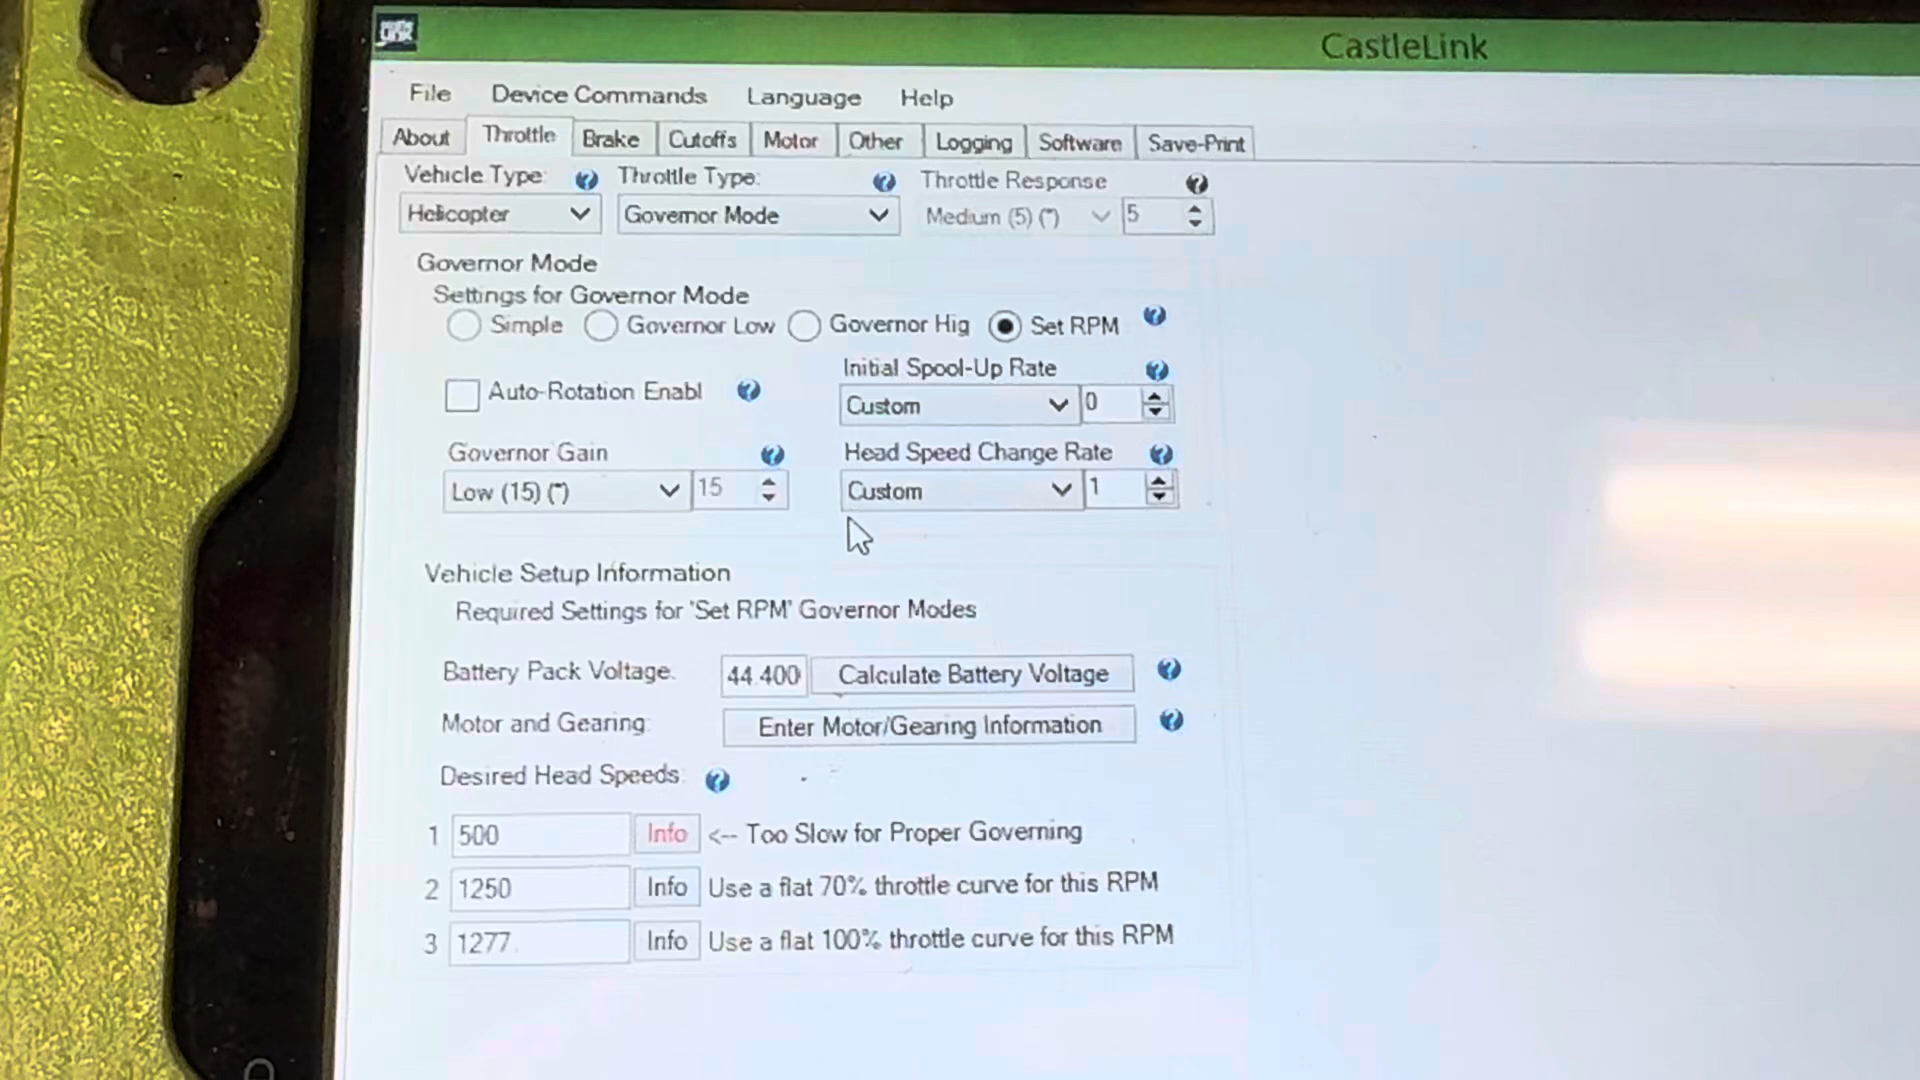 CastleLink
File Device Commands Language Help
About Throttle Brake Cutoffs Motor Other Logging Software Save-Print
Vehicle Type: Throttle Type: Throttle Response
Helicopter Governor Mode Medium (5) (*) 5
Governor Mode
Settings for Governor Mode
Simple Governor Low Governor Hig Set RPM
Initial Spool-Up Rate
Auto-Rotation Enabl
Custom 0
Governor Gain Head Speed Change Rate
Low (15) (*) 15 Custom 1
Vehicle Setup Information
Required Settings for 'Set RPM' Governor Modes
Battery Pack Voltage: 44.400 Calculate Battery Voltage
Motor and Gearing: Enter Motor/Gearing Information
Desired Head Speeds:
1 500 Info <-- Too Slow for Proper Governing
2 1250 Info Use a flat 70% throttle curve for this RPM
3 1277 Info Use a flat 100% throttle curve for this RPM